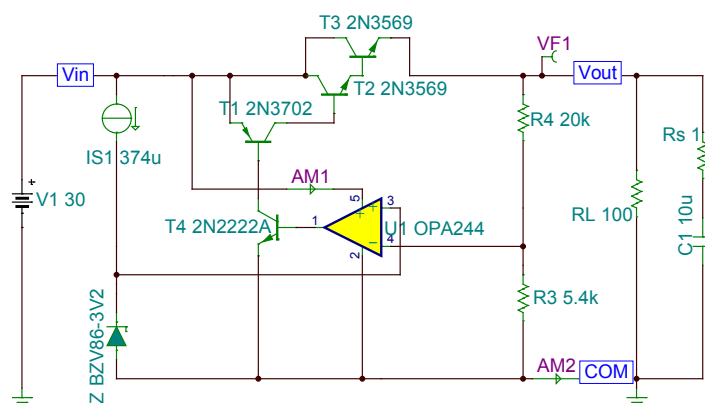 T3 2N3569
VF1
Vin
Vout
T2 2N3569
T1 2N3702
R4 20k
Rs 1
IS1 374u
AM1
+
V1 30
5
3
+
+
T4 2N2222A
1
U1 OPA244
RL 100
C1 10u
−
4
2
R3 5.4k
Z BZV86-3V2
AM2
COM